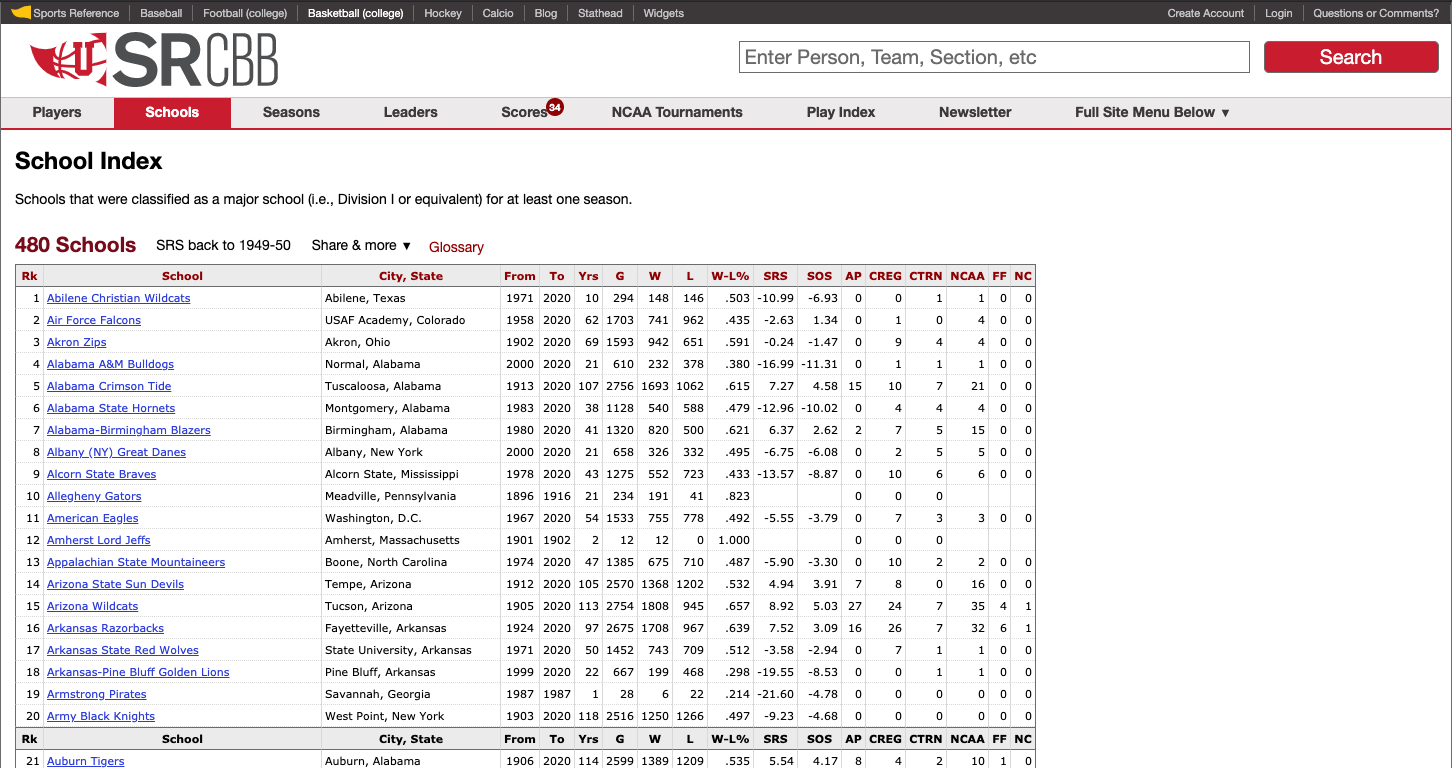 Sports Reference Baseball Football (college) Basketball (college) Hockey Calcio Blog Stathead Widgets Create Account Login Questions or Comments?
U SRCBB Enter Person, Team, Section, etc Search
Players Schools Seasons Leaders Scores 34 NCAA Tournaments Play Index Newsletter Full Site Menu Below ▼
School Index
Schools that were classified as a major school (i.e., Division I or equivalent) for at least one season.
480 Schools SRS back to 1949-50 Share & more ▼ Glossary
Rk School City, State From To Yrs G W L W-L% SRS SOS AP CREG CTRN NCAA FF NC
1 Abilene Christian Wildcats Abilene, Texas 1971 2020 10 294 148 146 .503 -10.99 -6.93 0 0 1 1 0 0
2 Air Force Falcons USAF Academy, Colorado 1958 2020 62 1703 741 962 .435 -2.63 1.34 0 1 0 4 0 0
3 Akron Zips Akron, Ohio 1902 2020 69 1593 942 651 .591 -0.24 -1.47 0 9 4 4 0 0
4 Alabama A&M Bulldogs Normal, Alabama 2000 2020 21 610 232 378 .380 -16.99 -11.31 0 1 1 1 0 0
5 Alabama Crimson Tide Tuscaloosa, Alabama 1913 2020 107 2756 1693 1062 .615 7.27 4.58 15 10 7 21 0 0
6 Alabama State Hornets Montgomery, Alabama 1983 2020 38 1128 540 588 .479 -12.96 -10.02 0 4 4 4 0 0
7 Alabama-Birmingham Blazers Birmingham, Alabama 1980 2020 41 1320 820 500 .621 6.37 2.62 2 7 5 15 0 0
8 Albany (NY) Great Danes Albany, New York 2000 2020 21 658 326 332 .495 -6.75 -6.08 0 2 5 5 0 0
9 Alcorn State Braves Alcorn State, Mississippi 1978 2020 43 1275 552 723 .433 -13.57 -8.87 0 10 6 6 0 0
10 Allegheny Gators Meadville, Pennsylvania 1896 1916 21 234 191 41 .823 0 0 0
11 American Eagles Washington, D.C. 1967 2020 54 1533 755 778 .492 -5.55 -3.79 0 7 3 3 0 0
12 Amherst Lord Jeffs Amherst, Massachusetts 1901 1902 2 12 12 0 1.000 0 0 0
13 Appalachian State Mountaineers Boone, North Carolina 1974 2020 47 1385 675 710 .487 -5.90 -3.30 0 10 2 2 0 0
14 Arizona State Sun Devils Tempe, Arizona 1912 2020 105 2570 1368 1202 .532 4.94 3.91 7 8 0 16 0 0
15 Arizona Wildcats Tucson, Arizona 1905 2020 113 2754 1808 945 .657 8.92 5.03 27 24 7 35 4 1
16 Arkansas Razorbacks Fayetteville, Arkansas 1924 2020 97 2675 1708 967 .639 7.52 3.09 16 26 7 32 6 1
17 Arkansas State Red Wolves State University, Arkansas 1971 2020 50 1452 743 709 .512 -3.58 -2.94 0 7 1 1 0 0
18 Arkansas-Pine Bluff Golden Lions Pine Bluff, Arkansas 1999 2020 22 667 199 468 .298 -19.55 -8.53 0 0 1 1 0 0
19 Armstrong Pirates Savannah, Georgia 1987 1987 1 28 6 22 .214 -21.60 -4.78 0 0 0 0 0 0
20 Army Black Knights West Point, New York 1903 2020 118 2516 1250 1266 .497 -9.23 -4.68 0 0 0 0 0 0
Rk School City, State From To Yrs G W L W-L% SRS SOS AP CREG CTRN NCAA FF NC
21 Auburn Tigers Auburn, Alabama 1906 2020 114 2599 1389 1209 .535 5.54 4.17 8 4 2 10 1 0